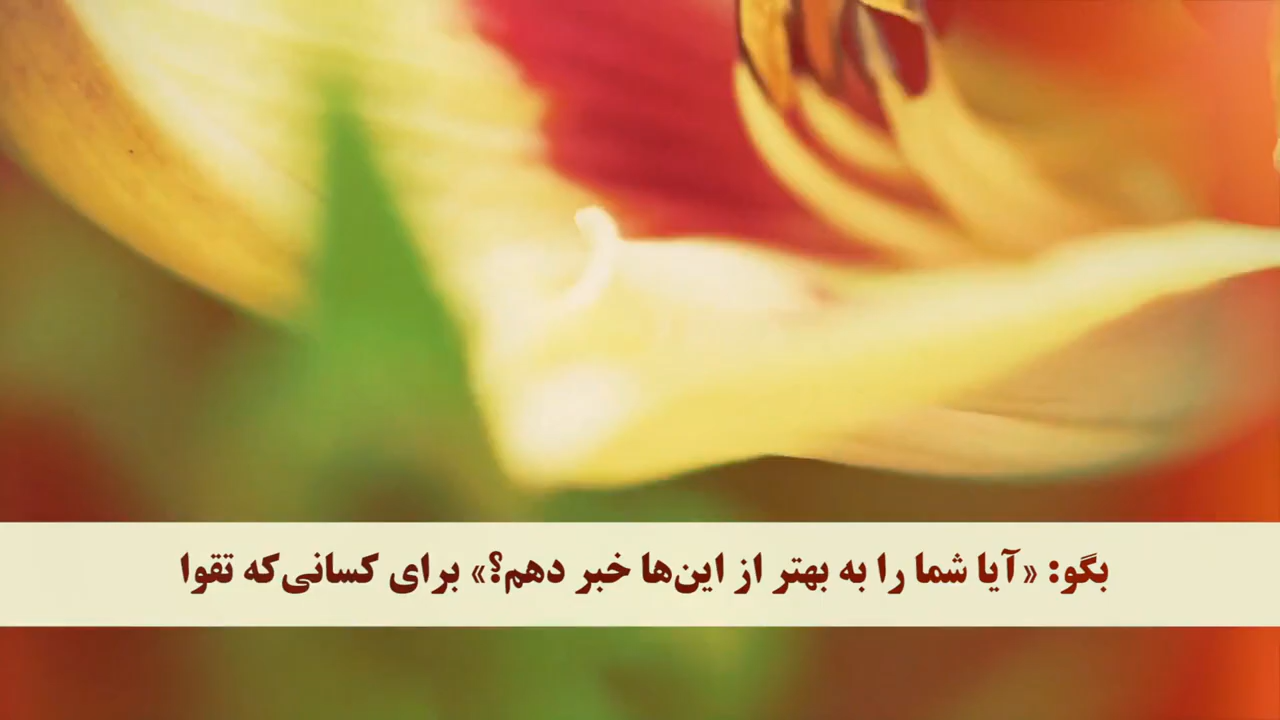 بگو: «آیا شما را به بهتر از این‌ها خبر دهم؟» برای کسانی‌که تقوا